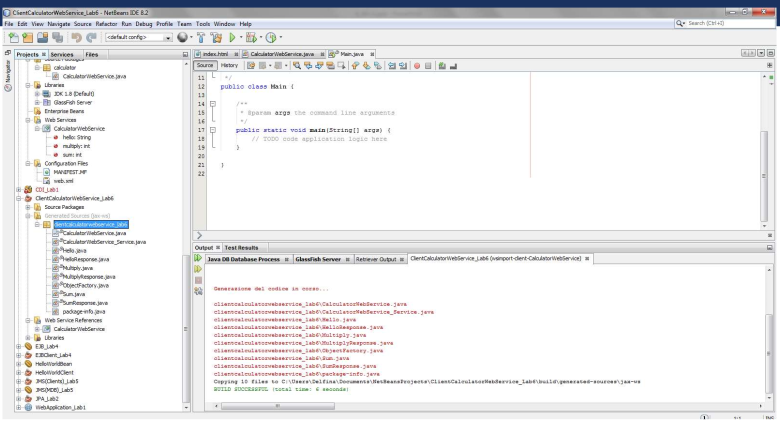 ClientCalculatorWebService_Lab6 - NetBeans IDE 8.2
File Edit View Navigate Source Refactor Run Debug Profile Team Tools Window Help
Search (Ctrl+I)
<default config>
Projects Services Files
Navigator
Source Packages
calculator
CalculatorWebService.java
Libraries
JDK 1.8 (Default)
GlassFish Server
Enterprise Beans
Web Services
CalculatorWebService
hello: String
multiply: int
sum: int
Configuration Files
MANIFEST.MF
web.xml
CDI_Lab1
ClientCalculatorWebService_Lab6
Source Packages
Generated Sources (jax-ws)
clientcalculatorwebservice_lab6
CalculatorWebService.java
CalculatorWebService_Service.java
Hello.java
HelloResponse.java
Multiply.java
MultiplyResponse.java
ObjectFactory.java
Sum.java
SumResponse.java
package-info.java
Web Service References
CalculatorWebService
Libraries
EJB_Lab4
EJBClient_Lab4
HelloWorldBean
HelloWorldClient
JMS(Clients)_Lab5
JMS(MDB)_Lab5
JPA_Lab2
WebApplication_Lab1
index.html CalculatorWebService.java Main.java
Source History
11 */
12 public class Main {
13
14 /**
15 * @param args the command line arguments
16 */
17 public static void main(String[] args) {
18 // TODO code application logic here
19 }
20
21 }
22
Output Test Results
Java DB Database Process GlassFish Server Retriever Output ClientCalculatorWebService_Lab6 (wsimport-client-CalculatorWebService)
Generazione del codice in corso...
clientcalculatorwebservice_lab6\CalculatorWebService.java
clientcalculatorwebservice_lab6\CalculatorWebService_Service.java
clientcalculatorwebservice_lab6\Hello.java
clientcalculatorwebservice_lab6\HelloResponse.java
clientcalculatorwebservice_lab6\Multiply.java
clientcalculatorwebservice_lab6\MultiplyResponse.java
clientcalculatorwebservice_lab6\ObjectFactory.java
clientcalculatorwebservice_lab6\Sum.java
clientcalculatorwebservice_lab6\SumResponse.java
clientcalculatorwebservice_lab6\package-info.java
Copying 10 files to C:\Users\Delfina\Documents\NetBeansProjects\ClientCalculatorWebService_Lab6\build\generated-sources\jax-ws
BUILD SUCCESSFUL (total time: 6 seconds)
1:1 INS